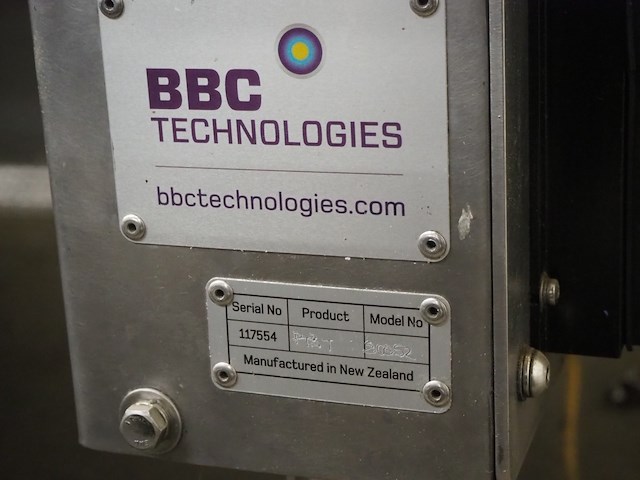 BBC
TECHNOLOGIES
bbctechnologies.com
Serial No Product Model No
117554
Manufactured in New Zealand